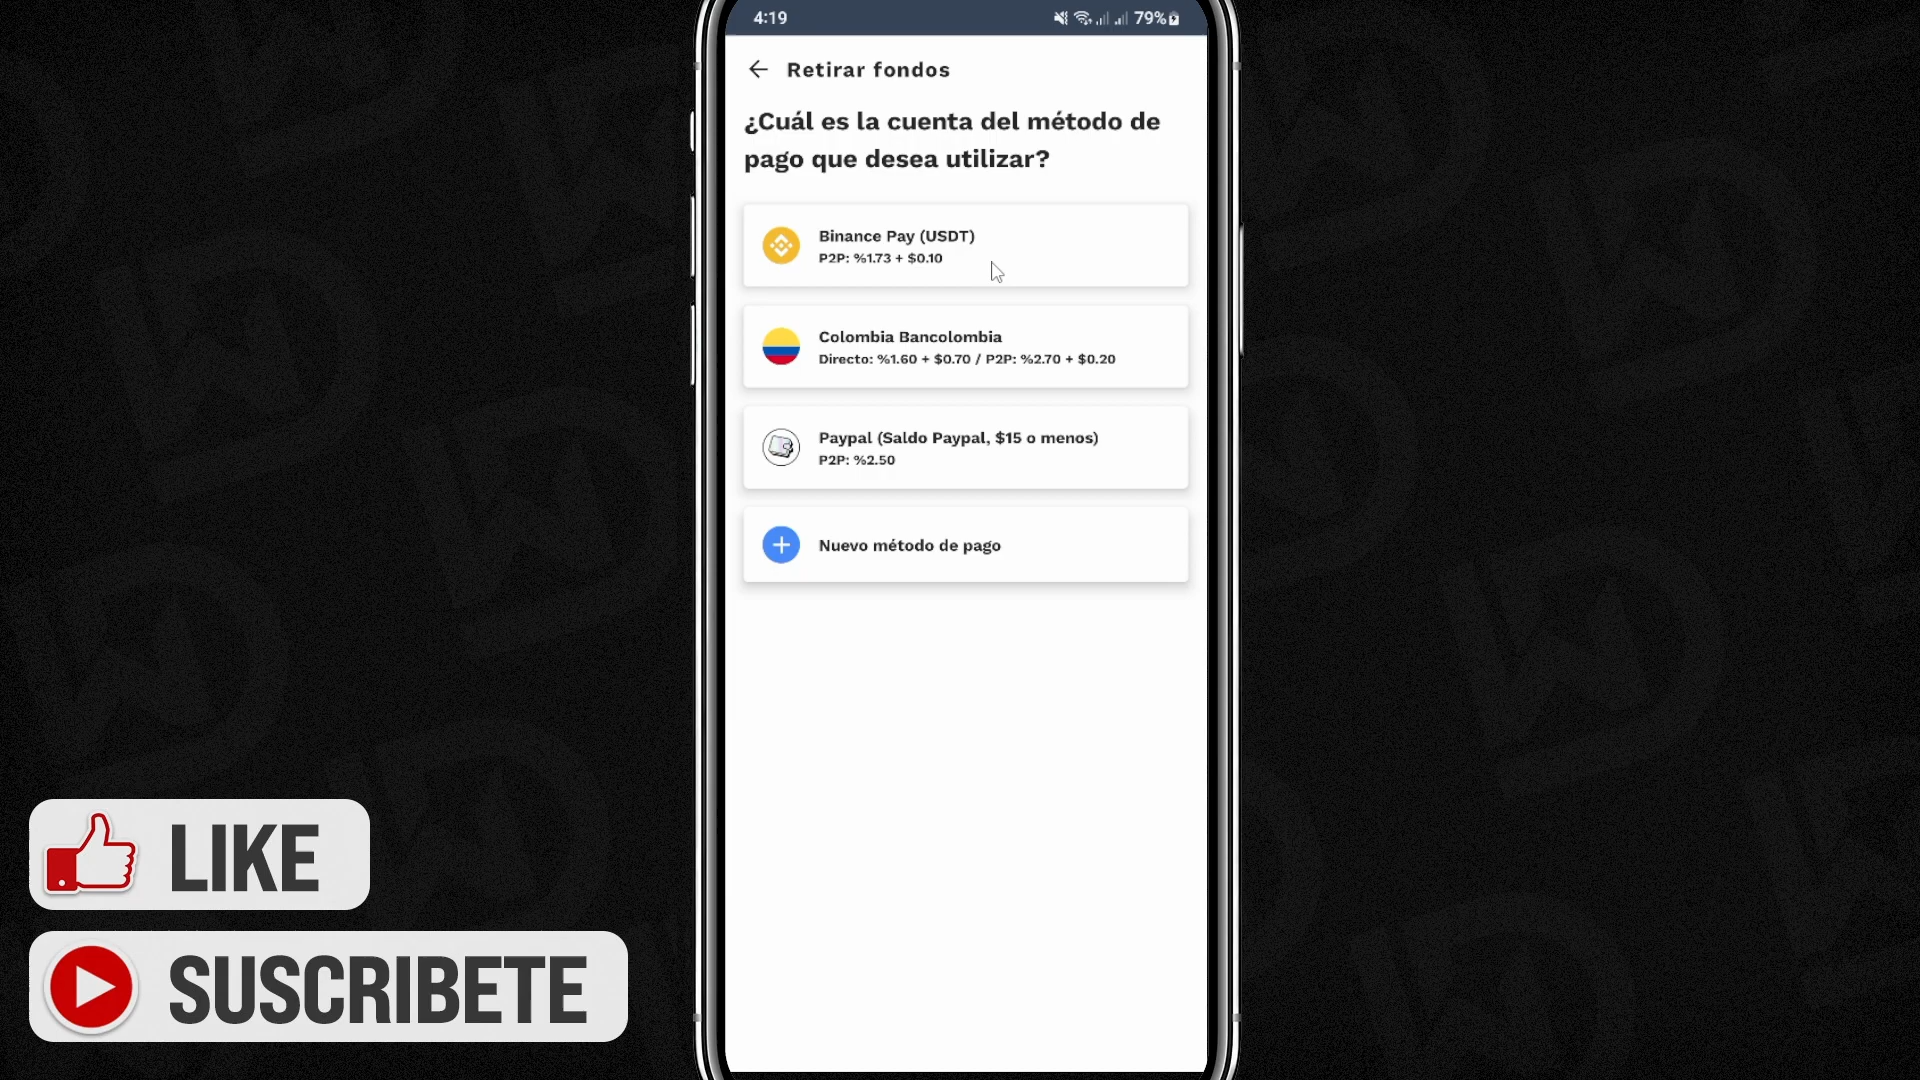 4:19
79%
Retirar fondos
¿Cuál es la cuenta del método de
pago que desea utilizar?
Binance Pay (USDT)
P2P: %1.73 + $0.10
Colombia Bancolombia
Directo: %1.60 + $0.70 / P2P: %2.70 + $0.20
Paypal (Saldo Paypal, $15 o menos)
P2P: %2.50
Nuevo método de pago
LIKE
SUSCRIBETE